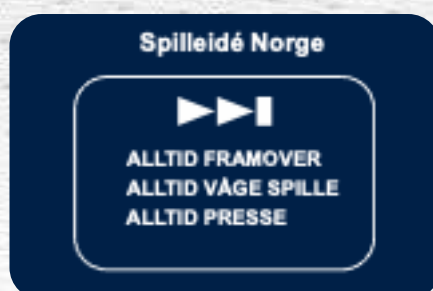 Spilleidé Norge
ALLTID FRAMOVER
ALLTID VÅGE SPILLE
ALLTID PRESSE